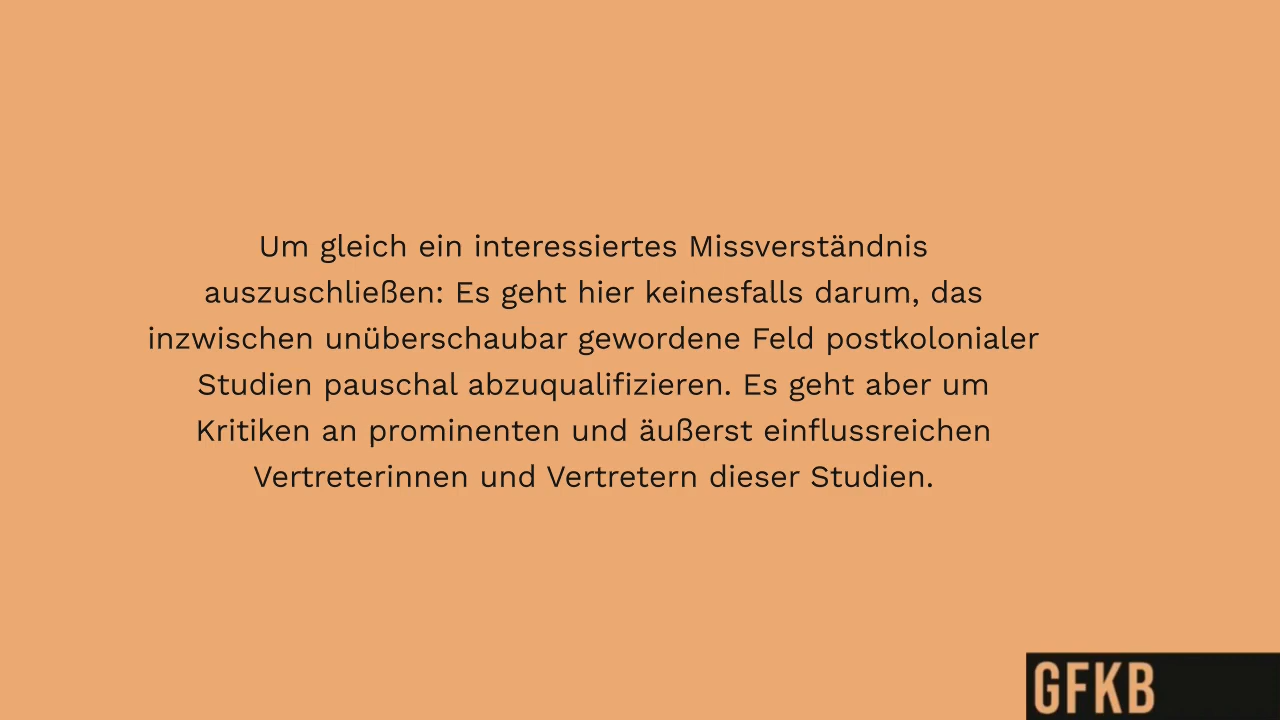 Um gleich ein interessiertes Missverständnis
auszuschließen: Es geht hier keinesfalls darum, das
inzwischen unüberschaubar gewordene Feld postkolonialer
Studien pauschal abzuqualifizieren. Es geht aber um
Kritiken an prominenten und äußerst einflussreichen
Vertreterinnen und Vertretern dieser Studien.
GFKB